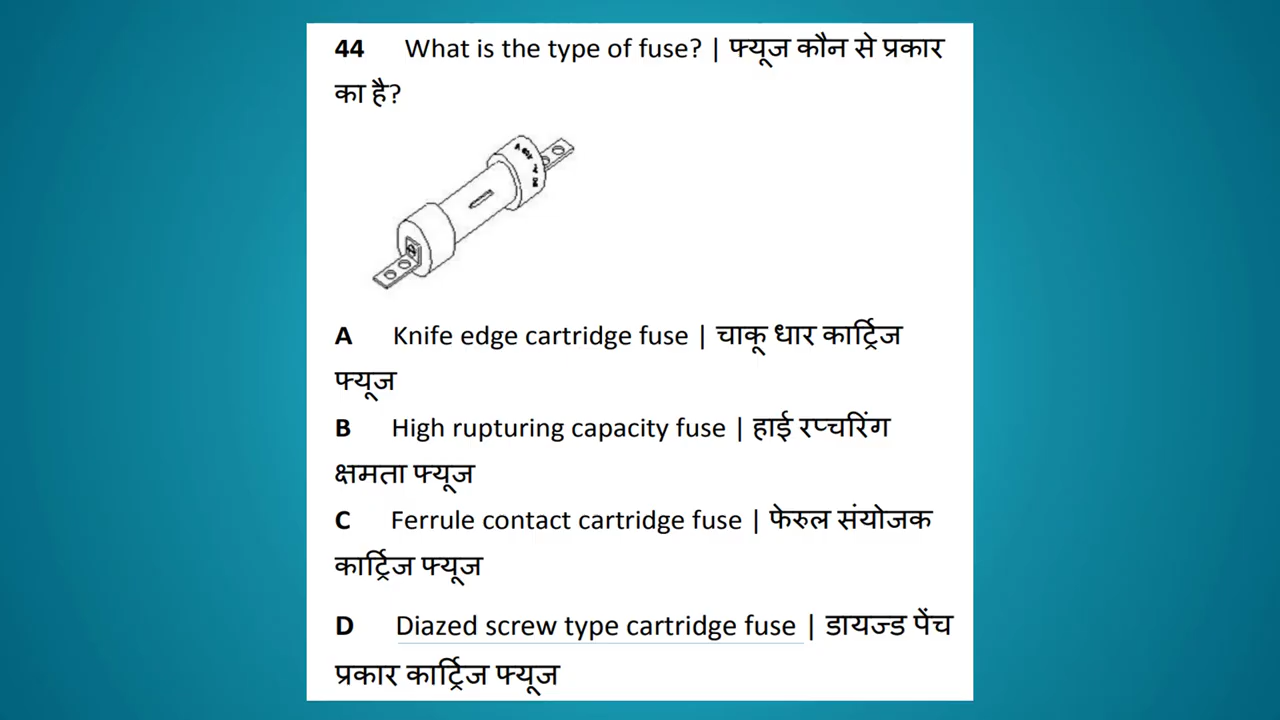 44 What is the type of fuse? | फ्यूज कौन से प्रकार
का है?
A Knife edge cartridge fuse | चाकू धार कार्ट्रिज
फ्यूज
B High rupturing capacity fuse | हाई रप्चरिंग
क्षमता फ्यूज
C Ferrule contact cartridge fuse | फेरुल संयोजक
कार्ट्रिज फ्यूज
D Diazed screw type cartridge fuse | डायज्ड पेंच
प्रकार कार्ट्रिज फ्यूज